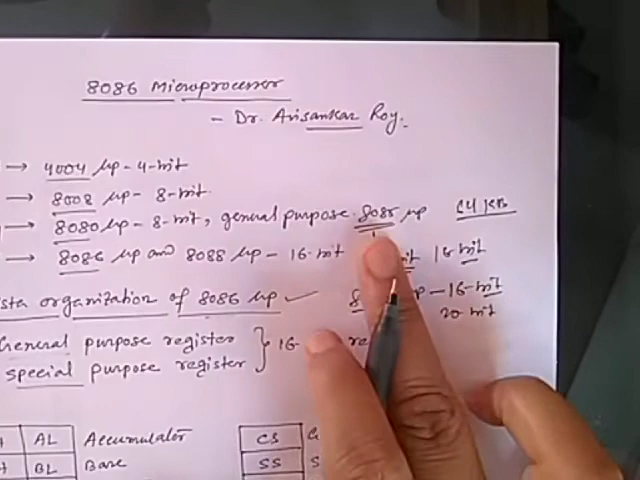 8086 Microprocessor
- Dr. Arisankar Roy.
→ 4004 μp - 4-bit
→ 8008 μp - 8-bit.
→ 8080 μp - 8-bit, general purpose. 8085 μp 64 KB
→ 8086 μp and 8088 μp - 16-bit bit 16-bit
organization of 8086 μp ✓ 8 p - 16-bit
20 bit
General purpose register
special purpose register } 16- re
AL Accumulator CS
BL Base SS S